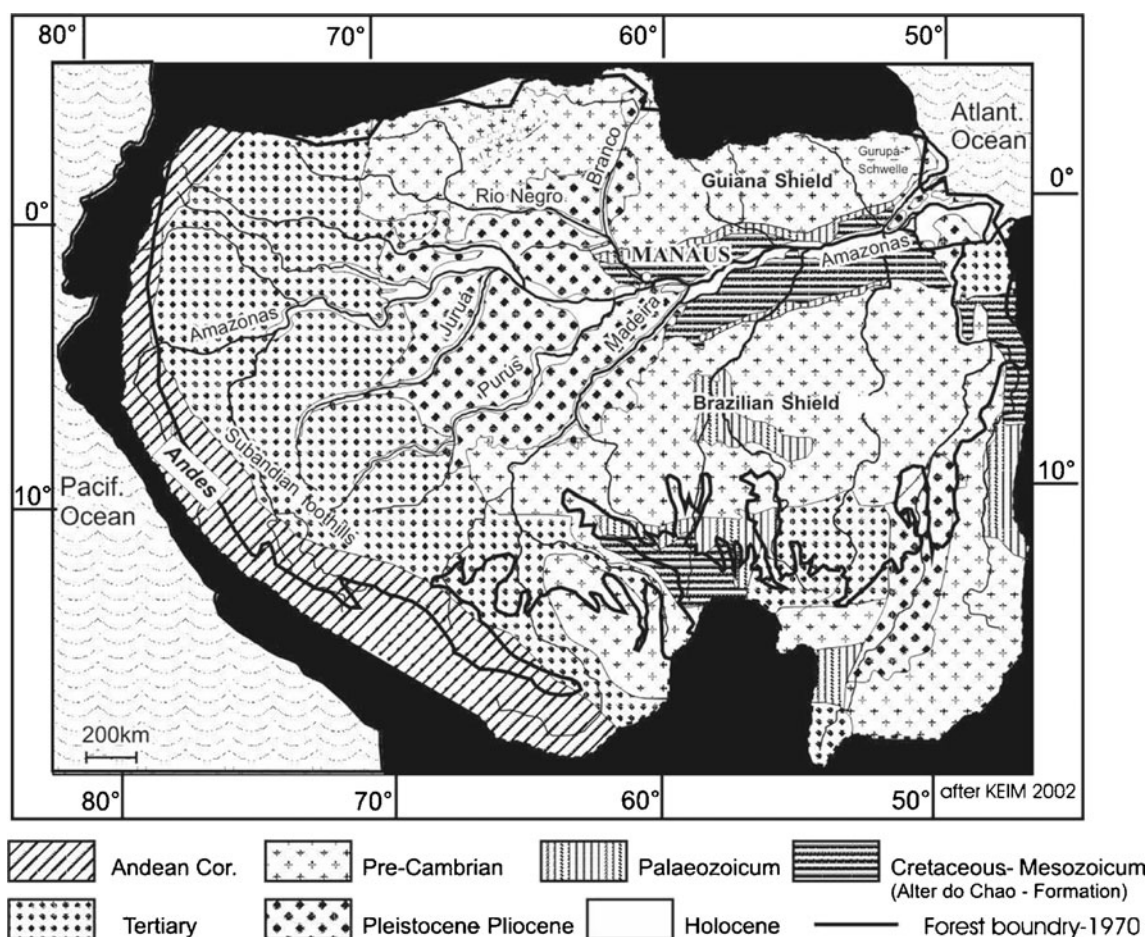 80° 70° 60° 50°
Atlant.
Ocean
Gurupá-
Schwelle
Branco
Guiana Shield
Rio Negro
0°
0°
MANAUS
Amazonas
Amazonas
Jurua
Purus
Madeira
Brazilian Shield
Subandian foothills
Andes
Pacif.
Ocean
10°
10°
200km
80° 70° 60° 50°
after KEIM 2002
Andean Cor. Pre-Cambrian Palaeozoicum Cretaceous- Mesozoicum
(Alter do Chao - Formation)
Tertiary Pleistocene Pliocene Holocene Forest boundry-1970